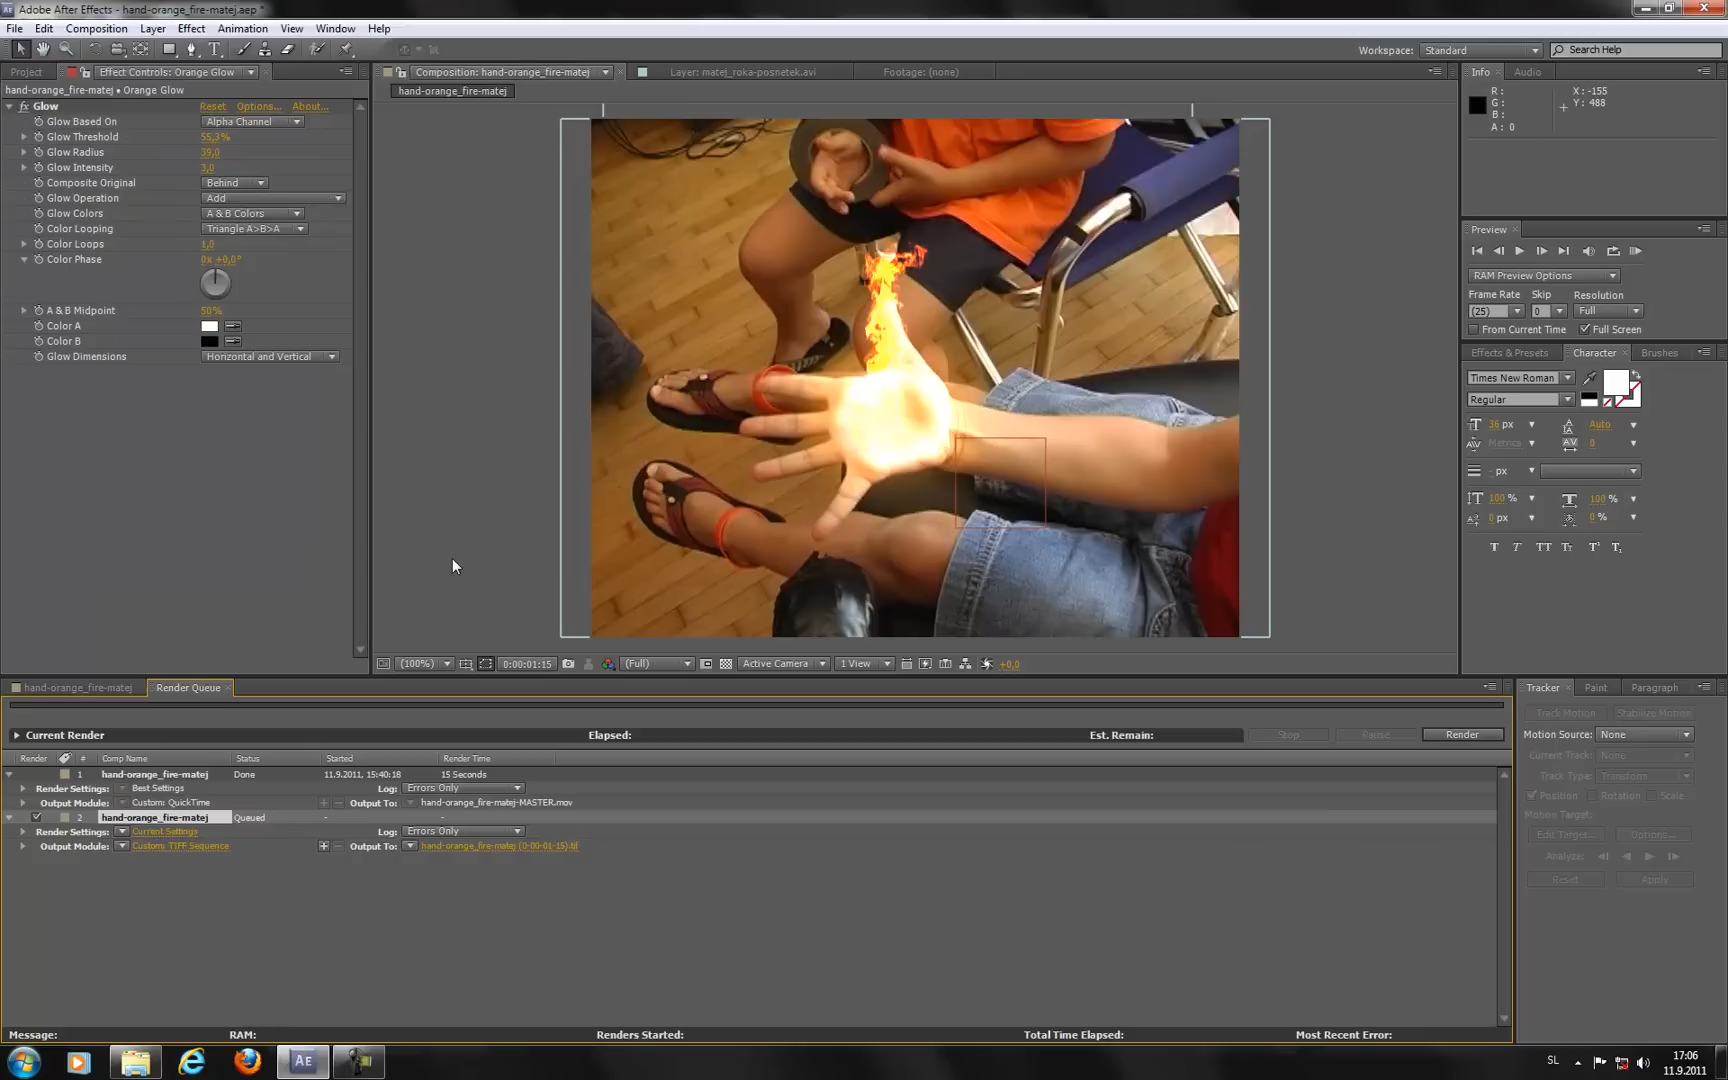 Adobe After Effects - hand-orange_fire-matej.aep *
File Edit Composition Layer Effect Animation View Window Help
Workspace: Standard Search Help
Project Effect Controls: Orange Glow
Composition: hand-orange_fire-matej Layer: matej_roka-posnetek.avi Footage: (none)
Info Audio
hand-orange_fire-matej • Orange Glow
hand-orange_fire-matej
Glow Reset Options... About...
Glow Based On Alpha Channel
Glow Threshold 55,3%
Glow Radius 39,0
Glow Intensity 3,0
Composite Original Behind
Glow Operation Add
Glow Colors A & B Colors
Color Looping Triangle A>B>A
Color Loops 1,0
Color Phase 0x +0,0°
A & B Midpoint 50%
Color A
Color B
Glow Dimensions Horizontal and Vertical
R: X: -155
G: Y: 488
B:
A: 0
Preview
RAM Preview Options
Frame Rate Skip Resolution
(25) 0 Full
From Current Time Full Screen
Effects & Presets Character Brushes
Times New Roman
Regular
36 px Auto
Metrics 0
- px
100 % 100 %
0 px 0 %
T T TT Tt T¹ T₁
(100%) 0:00:01:15 (Full) Active Camera 1 View +0,0
hand-orange_fire-matej Render Queue
Current Render Elapsed: Est. Remain: Stop Pause Render
Render # Comp Name Status Started Render Time
1 hand-orange_fire-matej Done 11.9.2011, 15:40:18 15 Seconds
Render Settings: Best Settings Log: Errors Only
Output Module: Custom: QuickTime Output To: hand-orange_fire-matej-MASTER.mov
2 hand-orange_fire-matej Queued - -
Render Settings: Current Settings Log: Errors Only
Output Module: Custom: TIFF Sequence Output To: hand-orange_fire-matej (0-00-01-15).tif
Message: RAM: Renders Started: Total Time Elapsed: Most Recent Error:
Tracker Paint Paragraph
Track Motion Stabilize Motion
Motion Source: None
Current Track: None
Track Type: Transform
Position Rotation Scale
Motion Target:
Edit Target... Options...
Analyze:
Reset Apply
AE
SL 17:06
11.9.2011